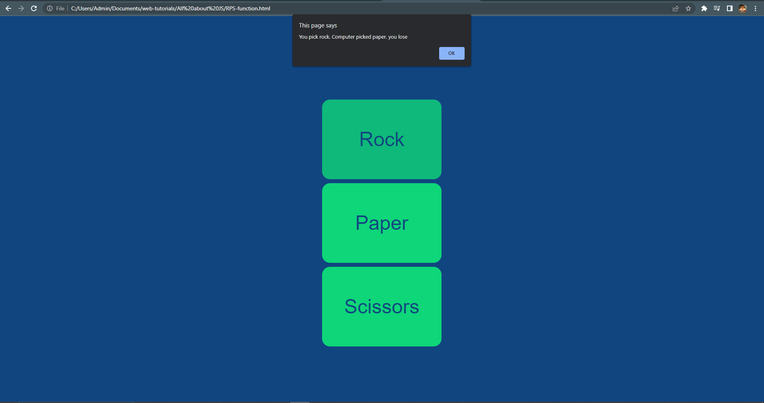 File C:/Users/Admin/Documents/web-tutorials/All%20about%20JS/RPS-function.html
This page says
You pick rock. Computer picked paper. you lose
OK
Rock
Paper
Scissors